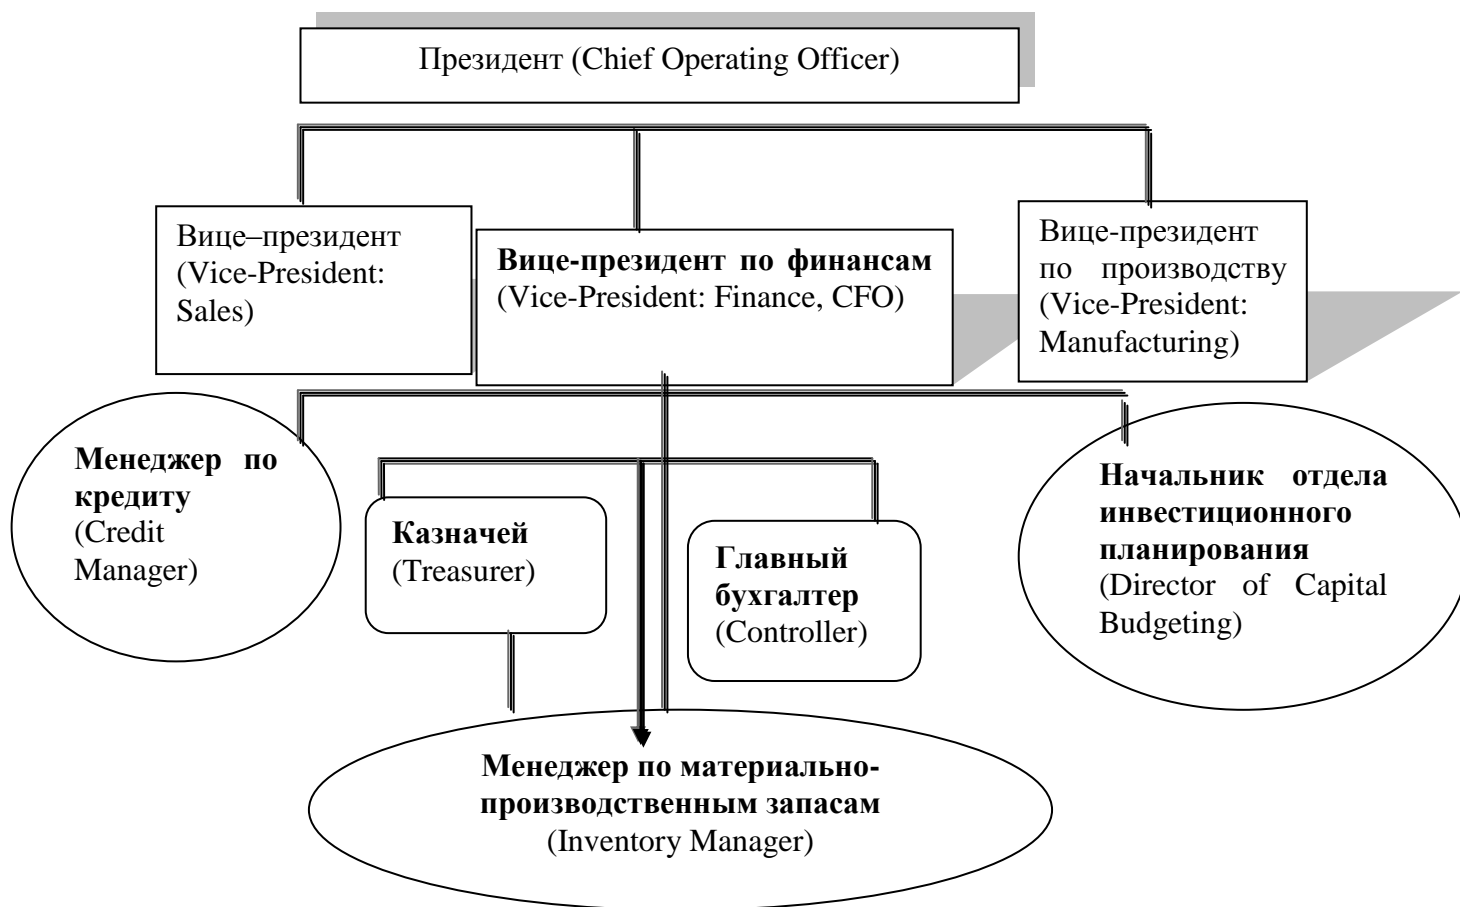 Президент (Chief Operating Officer)
Вице–президент
(Vice-President:
Sales)
Вице-президент по финансам
(Vice-President: Finance, CFO)
Вице-президент
по производству
(Vice-President:
Manufacturing)
Менеджер по
кредиту
(Credit
Manager)
Казначей
(Treasurer)
Главный
бухгалтер
(Controller)
Начальник отдела
инвестиционного
планирования
(Director of Capital
Budgeting)
Менеджер по материально-
производственным запасам
(Inventory Manager)